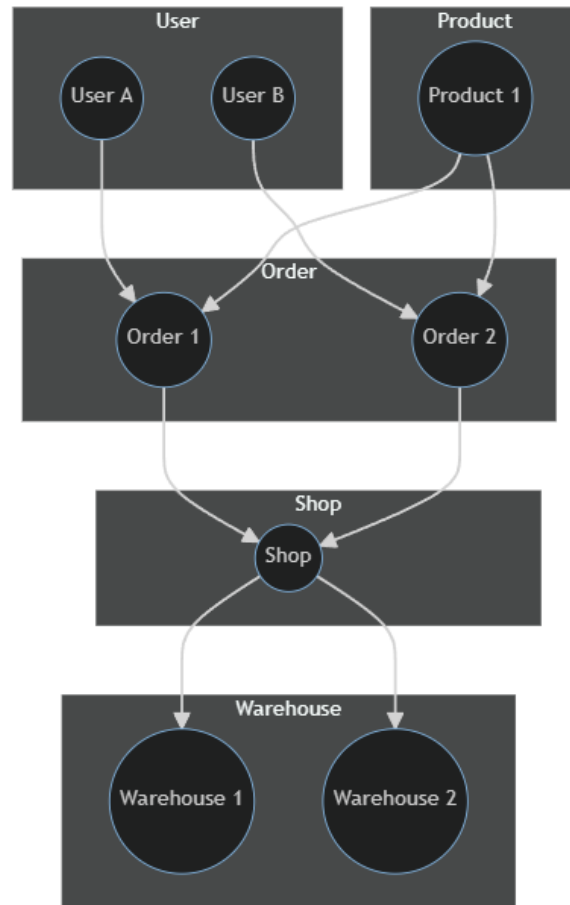 User
Product
User A
User B
Product 1
Order
Order 1
Order 2
Shop
Shop
Warehouse
Warehouse 1
Warehouse 2